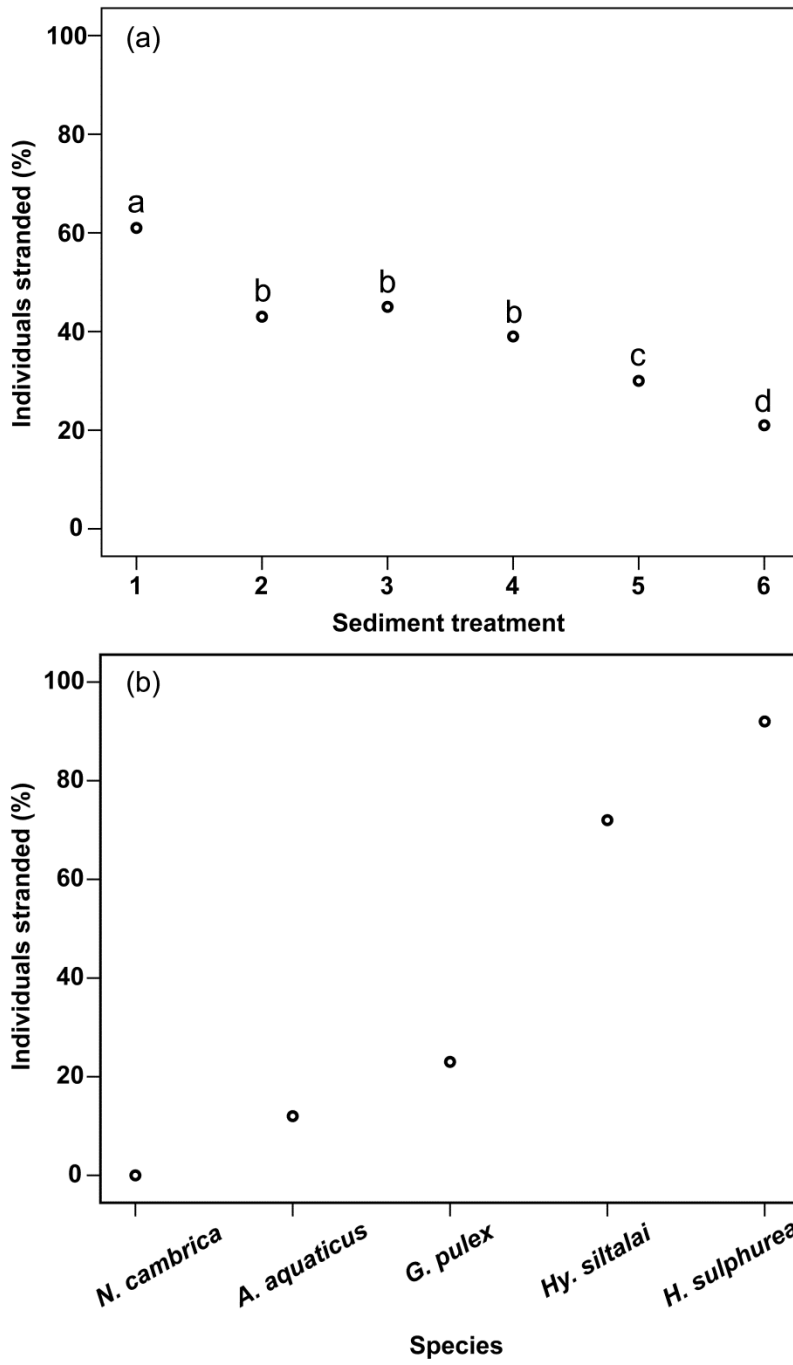 (a)
100
80
60
40
20
0
Individuals stranded (%)
a
b
b
b
c
d
1 2 3 4 5 6
Sediment treatment
(b)
100
80
60
40
20
0
Individuals stranded (%)
N. cambrica
A. aquaticus
G. pulex
Hy. siltalai
H. sulphurea
Species